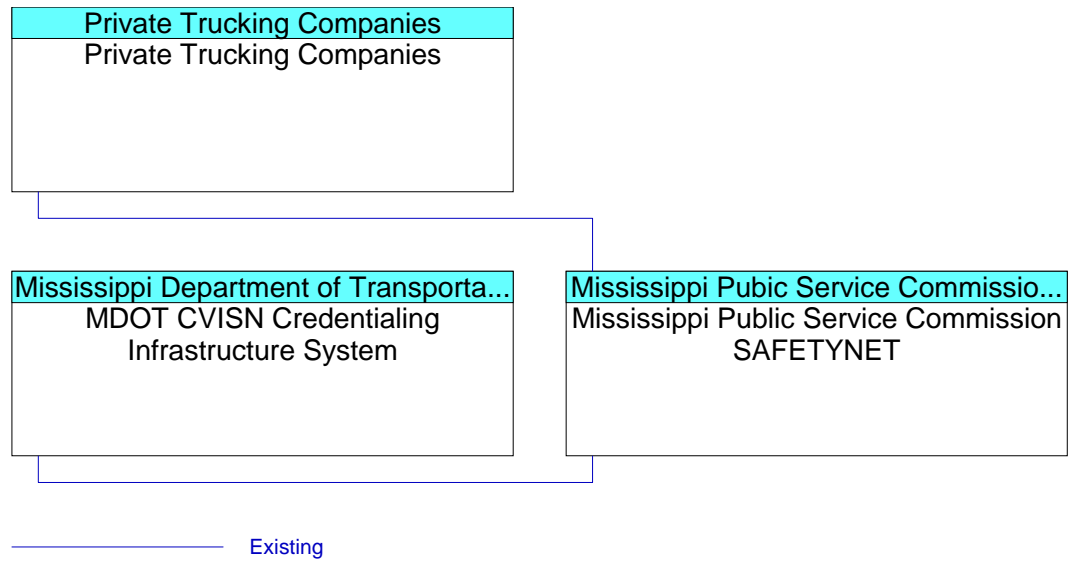 Private Trucking Companies
Private Trucking Companies
Mississippi Department of Transporta...
MDOT CVISN Credentialing
Infrastructure System
Mississippi Pubic Service Commissio...
Mississippi Public Service Commission
SAFETYNET
Existing